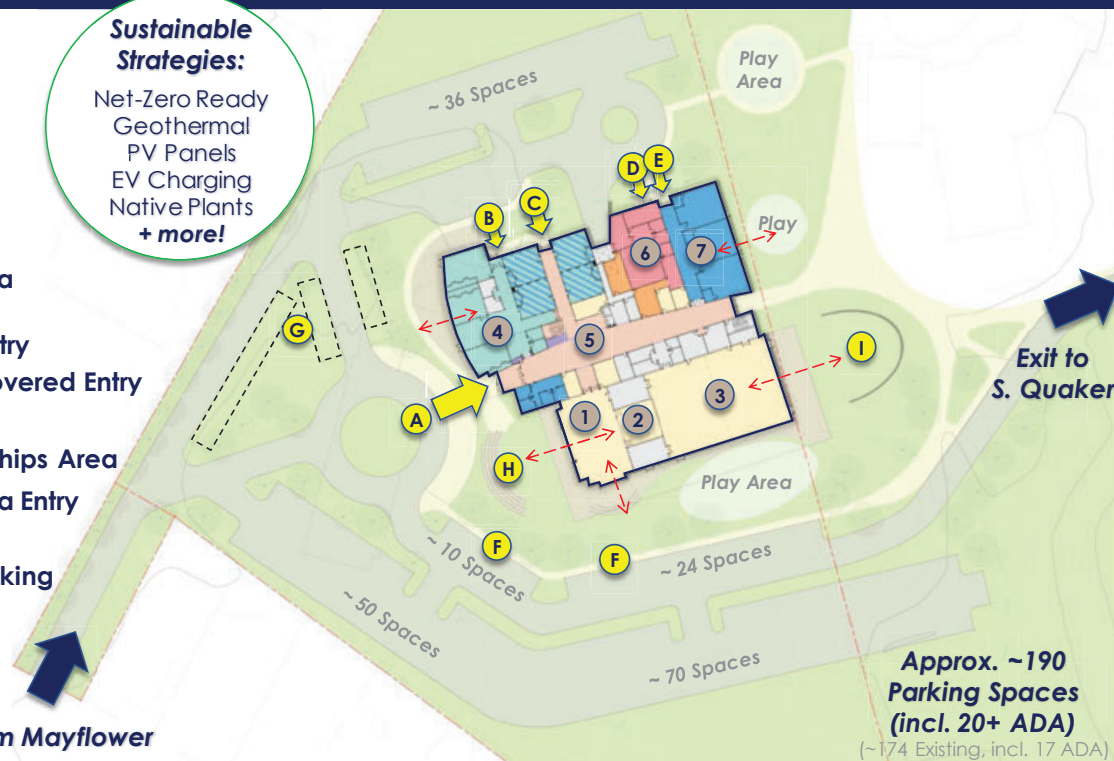 Sustainable
Strategies:
Net-Zero Ready
Geothermal
PV Panels
EV Charging
Native Plants
+ more!
~ 36 Spaces
Play
Area
D
E
B
C
Play
6
7
a
G
4
5
I
try
overed Entry
Exit to
S. Quaker
A
3
1
2
hips Area
H
Play Area
a Entry
F
F
~ 10 Spaces
~ 24 Spaces
king
~ 50 Spaces
~ 70 Spaces
Approx. ~190
Parking Spaces
(incl. 20+ ADA)
(~174 Existing, incl. 17 ADA)
m Mayflower